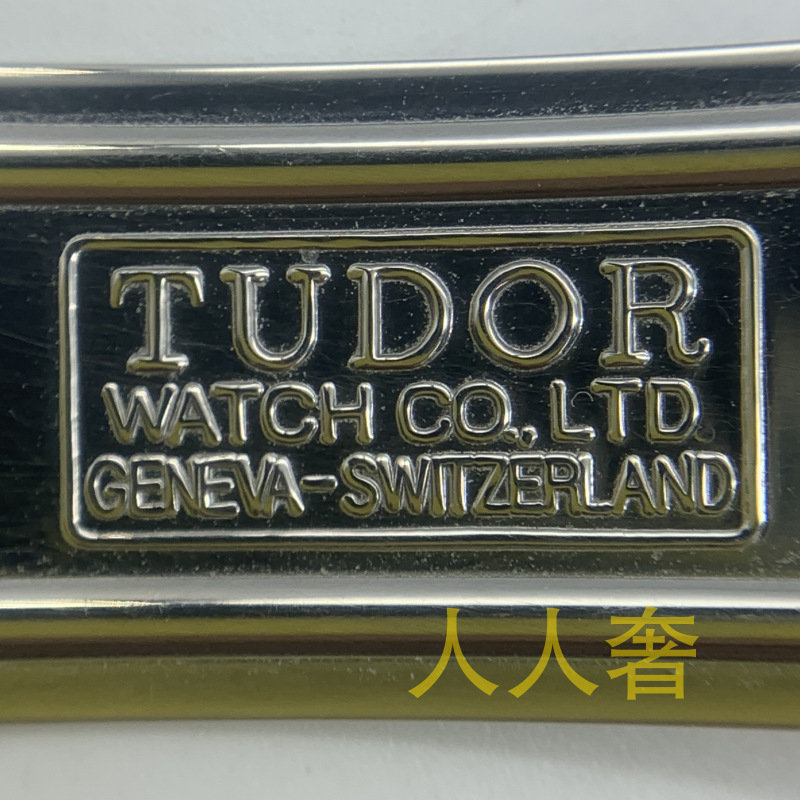 TUDOR
WATCH CO., LTD.
GENEVA-SWITZERLAND
人人奢